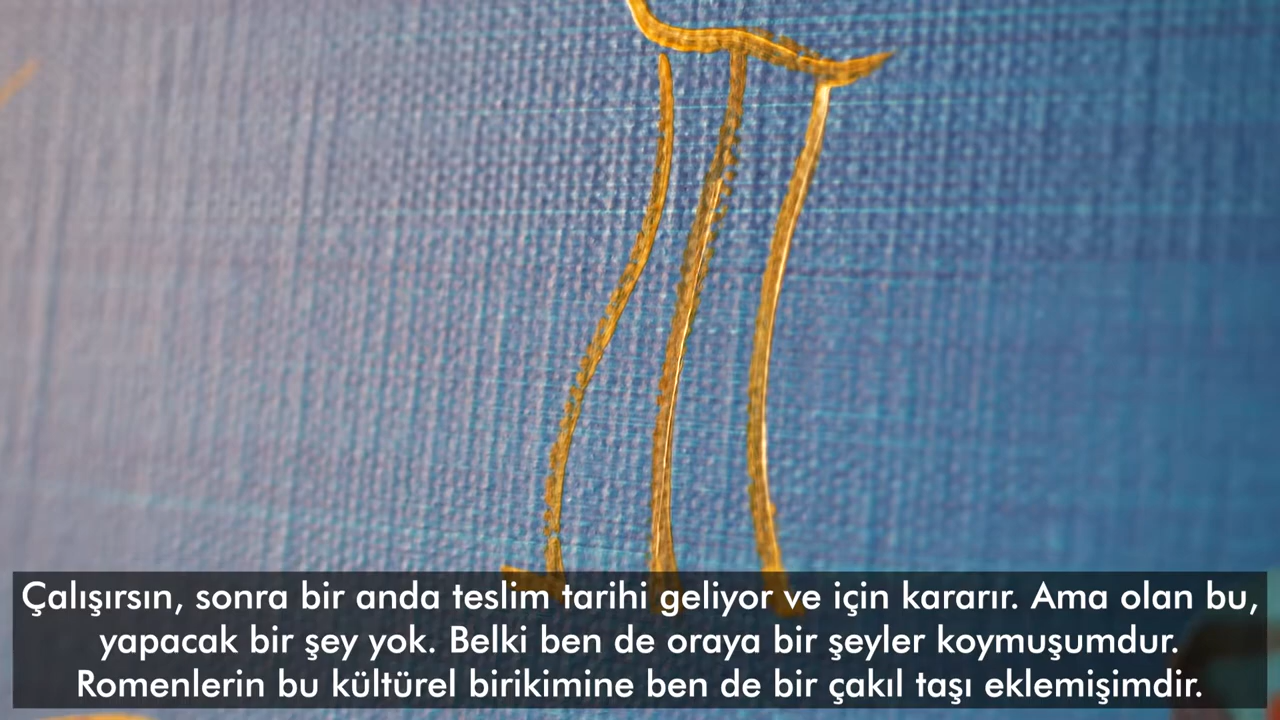 Çalışırsın, sonra bir anda teslim tarihi geliyor ve için kararır. Ama olan bu,
yapacak bir şey yok. Belki ben de oraya bir şeyler koymuşumdur.
Romenlerin bu kültürel birikimine ben de bir çakıl taşı eklemişimdir.